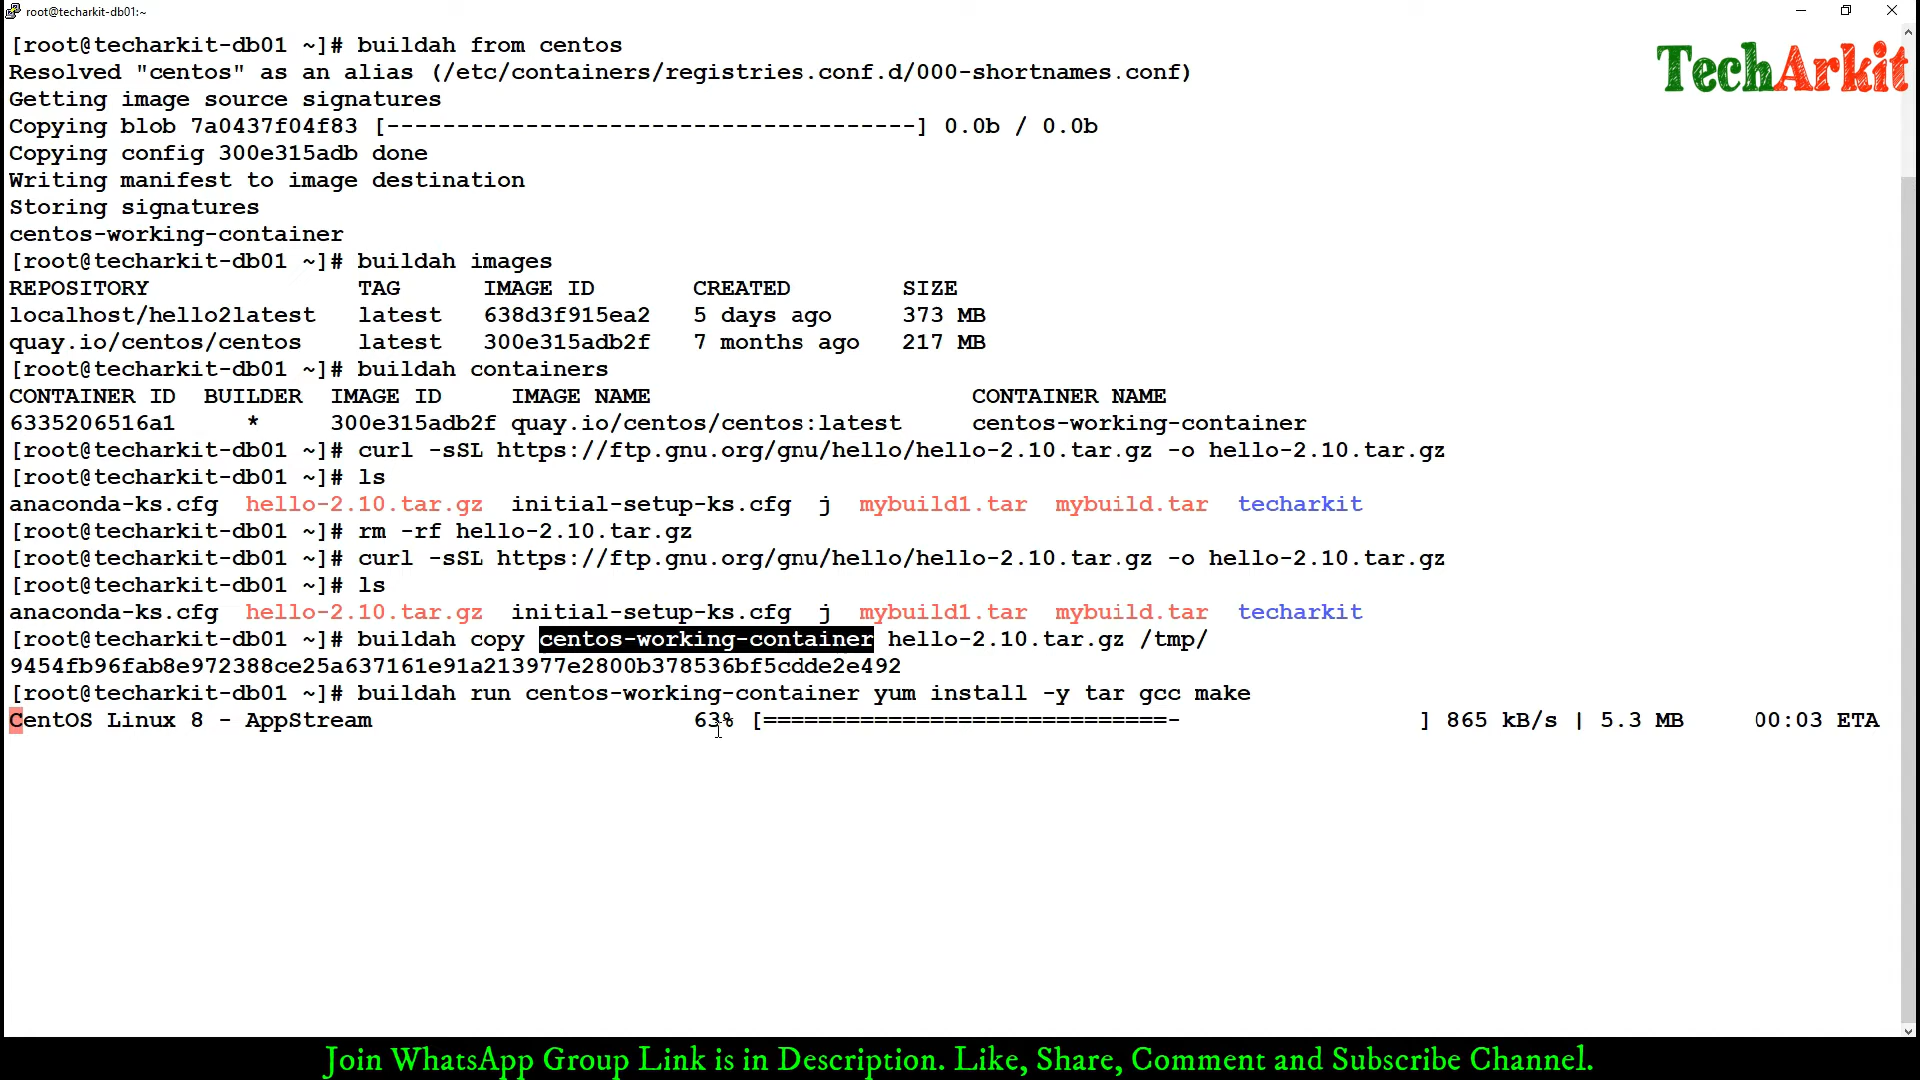 root@techarkit-db01:~
TechArkit
[root@techarkit-db01 ~]# buildah from centos
Resolved "centos" as an alias (/etc/containers/registries.conf.d/000-shortnames.conf)
Getting image source signatures
Copying blob 7a0437f04f83 [--------------------------------------] 0.0b / 0.0b
Copying config 300e315adb done
Writing manifest to image destination
Storing signatures
centos-working-container
[root@techarkit-db01 ~]# buildah images
REPOSITORY TAG IMAGE ID CREATED SIZE
localhost/hello2latest latest 638d3f915ea2 5 days ago 373 MB
quay.io/centos/centos latest 300e315adb2f 7 months ago 217 MB
[root@techarkit-db01 ~]# buildah containers
CONTAINER ID BUILDER IMAGE ID IMAGE NAME CONTAINER NAME
6335206516a1 * 300e315adb2f quay.io/centos/centos:latest centos-working-container
[root@techarkit-db01 ~]# curl -sSL https://ftp.gnu.org/gnu/hello/hello-2.10.tar.gz -o hello-2.10.tar.gz
[root@techarkit-db01 ~]# ls
anaconda-ks.cfg hello-2.10.tar.gz initial-setup-ks.cfg j mybuild1.tar mybuild.tar techarkit
[root@techarkit-db01 ~]# rm -rf hello-2.10.tar.gz
[root@techarkit-db01 ~]# curl -sSL https://ftp.gnu.org/gnu/hello/hello-2.10.tar.gz -o hello-2.10.tar.gz
[root@techarkit-db01 ~]# ls
anaconda-ks.cfg hello-2.10.tar.gz initial-setup-ks.cfg j mybuild1.tar mybuild.tar techarkit
[root@techarkit-db01 ~]# buildah copy centos-working-container hello-2.10.tar.gz /tmp/
9454fb96fab8e972388ce25a637161e91a213977e2800b378536bf5cdde2e492
[root@techarkit-db01 ~]# buildah run centos-working-container yum install -y tar gcc make
CentOS Linux 8 - AppStream 63% [=============================- ] 865 kB/s | 5.3 MB 00:03 ETA
Join WhatsApp Group Link is in Description. Like, Share, Comment and Subscribe Channel.